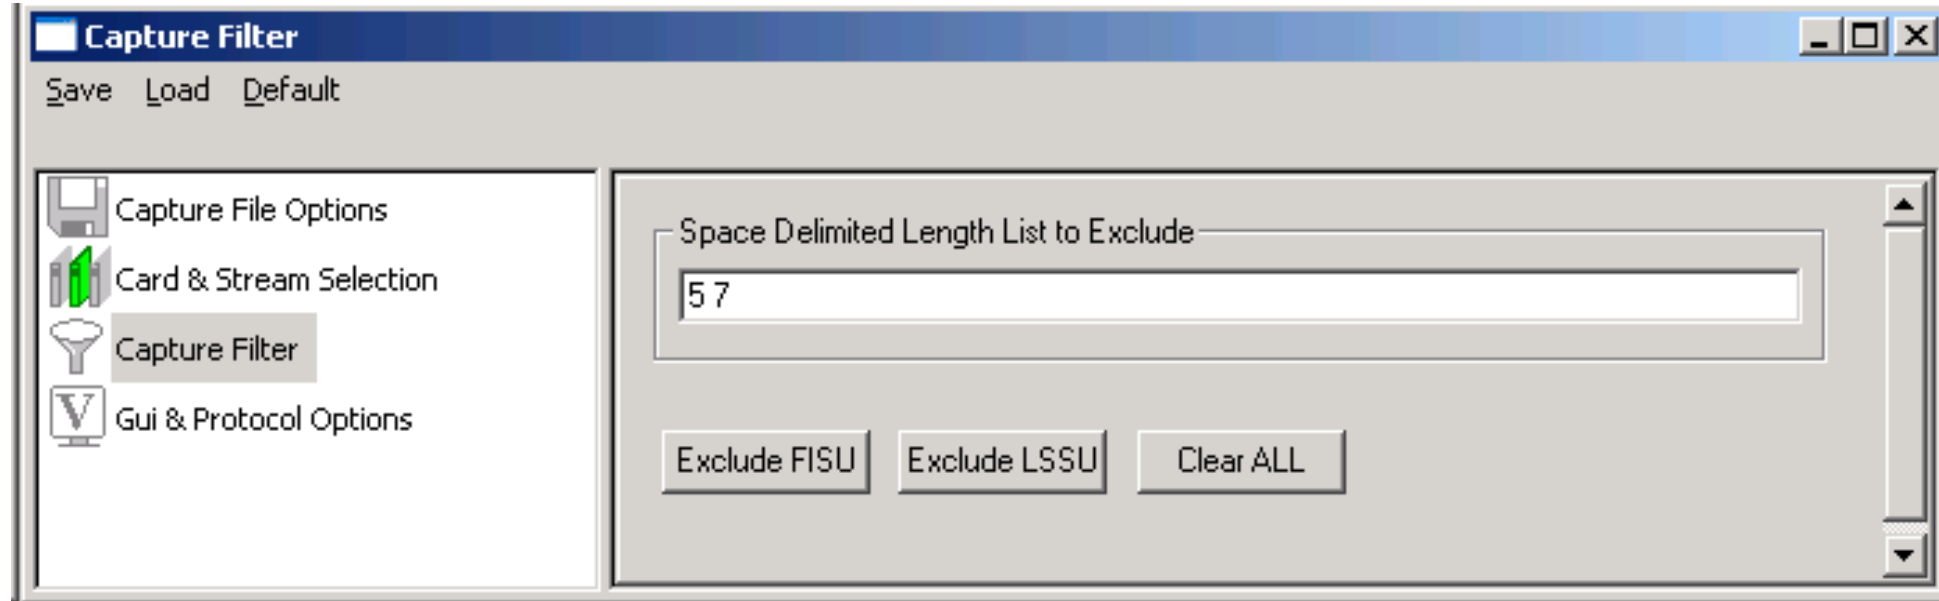 Capture Filter
Save Load Default
Capture File Options
Card & Stream Selection
Capture Filter
V Gui & Protocol Options
Space Delimited Length List to Exclude
5 7
Exclude FISU Exclude LSSU Clear ALL